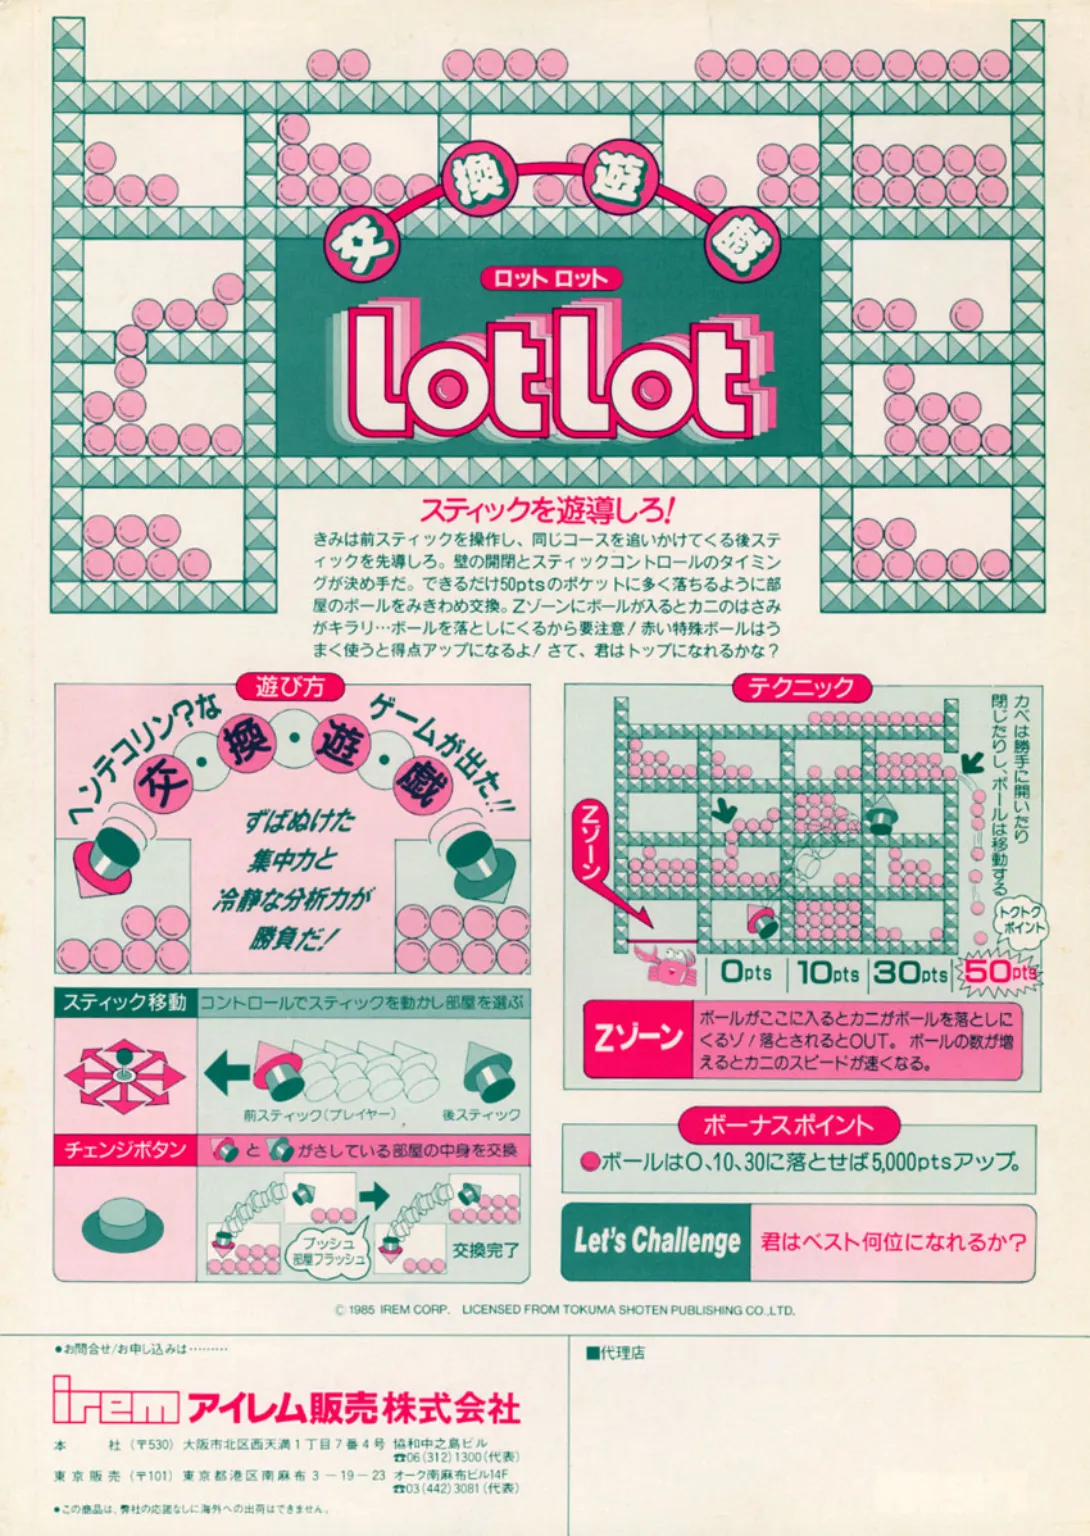 交換遊戯
ロットロット
LotLot
スティックを遊導しろ!
きみは前スティックを操作し、同じコースを追いかけてくる後ステ
ィックを先導しろ。壁の開閉とスティックコントロールのタイミン
グが決め手だ。できるだけ50ptsのポケットに多く落ちるように部
屋のボールをみきわめ交換。Zゾーンにボールが入るとカニのはさみ
がキラリ…ボールを落としにくるから要注意!赤い特殊ボールはう
まく使うと得点アップになるよ!さて、君はトップになれるかな?
遊び方
ヘンテコリン?な
交・換・遊・戯
ゲームが出た!!
ずばぬけた
集中力と
冷静な分析力が
勝負だ!
スティック移動
コントロールでスティックを動かし部屋を選ぶ
前スティック(プレイヤー)
後スティック
チェンジボタン
とがさしている部屋の中身を交換
プッシュ
部屋フラッシュ
交換完了
テクニック
カベは勝手に開いたり
閉じたりし、ボールは移動する
Zゾーン
トクトク
ポイント
0pts
10pts
30pts
50pts
Zゾーン
ボールがここに入るとカニがボールを落としに
くるゾ!落とされるとOUT。ボールの数が増
えるとカニのスピードが速くなる。
ボーナスポイント
●ボールは0、10、30に落とせば5,000ptsアップ。
Let's Challenge
君はベスト何位になれるか?
© 1985 IREM CORP. LICENSED FROM TOKUMA SHOTEN PUBLISHING CO.,LTD.
●お問合せ/お申し込みは………
irem アイレム販売株式会社
本社(〒530)大阪市北区西天満1丁目7番4号 協和中之島ビル
☎06(312)1300(代表)
東京販売(〒101)東京都港区南麻布3-19-23 オーク南麻布ビル14F
☎03(442)3081(代表)
●この商品は、弊社の応諾なしに海外への出荷はできません。
■代理店